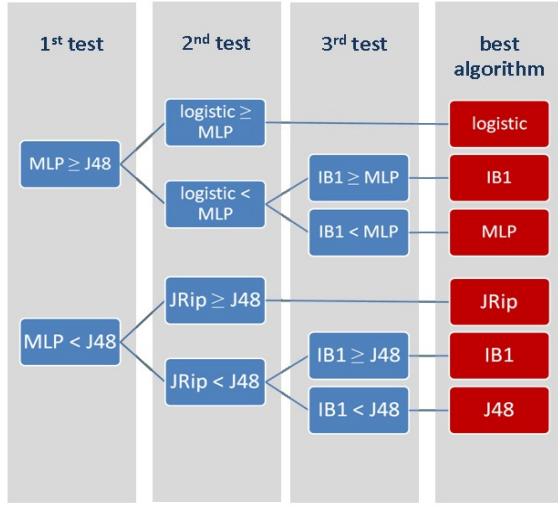 1st test
2nd test
3rd test
best
algorithm
logistic ≥
MLP
logistic
MLP ≥ J48
logistic <
MLP
IB1 ≥ MLP
IB1
IB1 < MLP
MLP
JRip ≥ J48
JRip
MLP < J48
JRip < J48
IB1 ≥ J48
IB1
IB1 < J48
J48